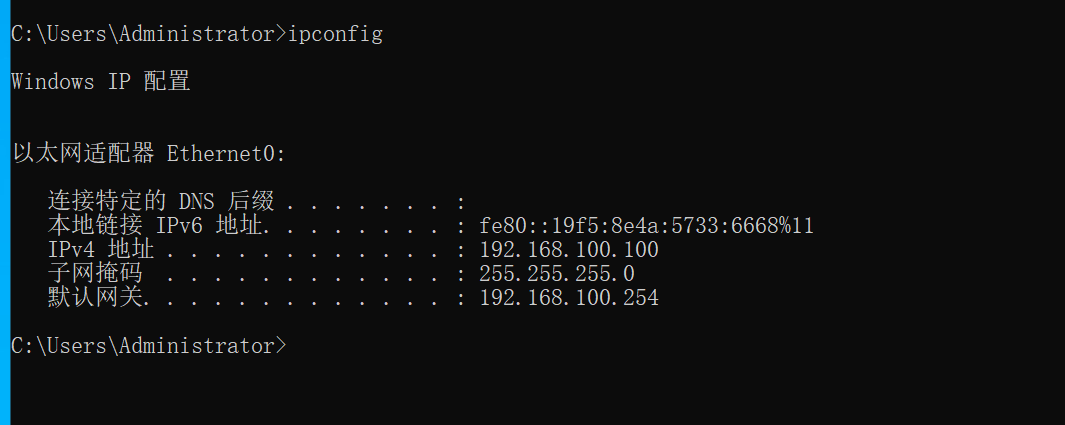 C:\Users\Administrator>ipconfig
Windows IP 配置
以太网适配器 Ethernet0:
连接特定的 DNS 后缀 . . . . . . . :
本地链接 IPv6 地址. . . . . . . . : fe80::19f5:8e4a:5733:6668%11
IPv4 地址 . . . . . . . . . . . . : 192.168.100.100
子网掩码  . . . . . . . . . . . . : 255.255.255.0
默认网关. . . . . . . . . . . . . : 192.168.100.254
C:\Users\Administrator>